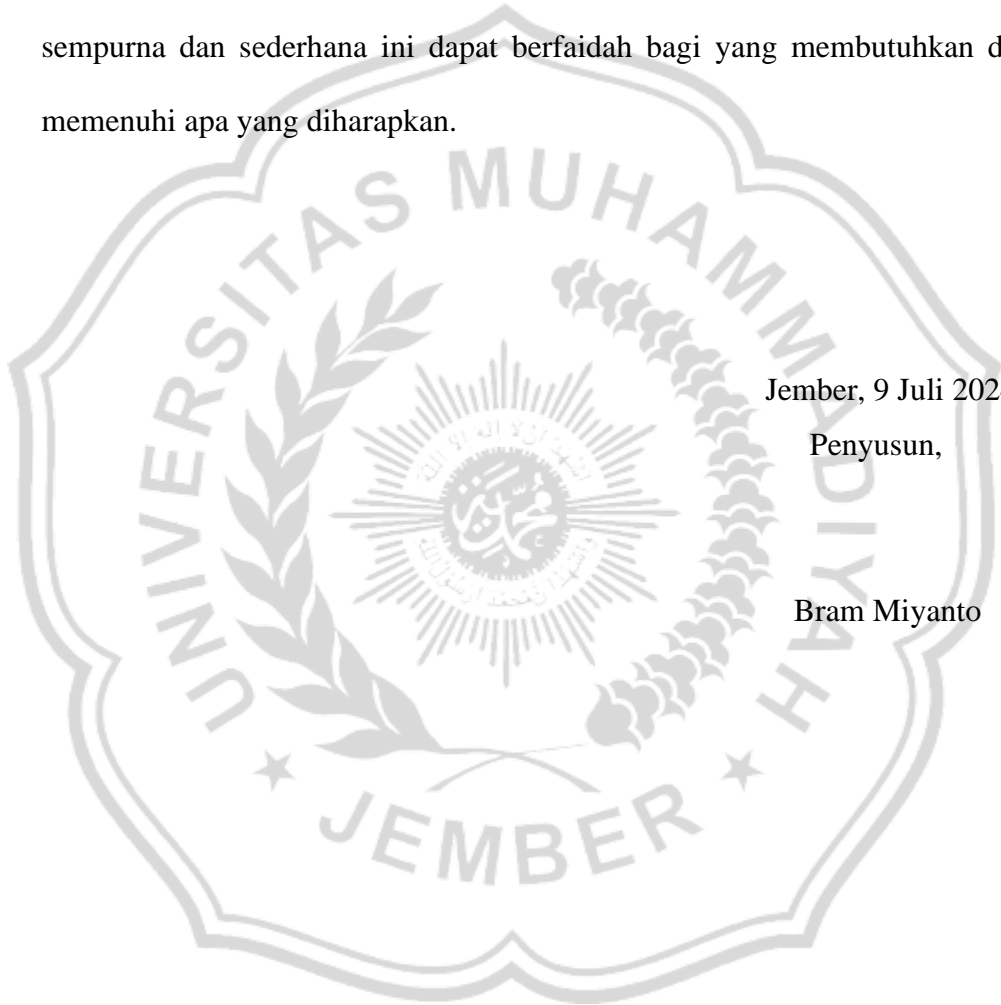 sempurna dan sederhana ini dapat berfaidah bagi yang membutuhkan d
memenuhi apa yang diharapkan.
UNIVERSITAS MUHAMMADIYAH
Jember, 9 Juli 202
Penyusun,
Bram Miyanto
JEMBER